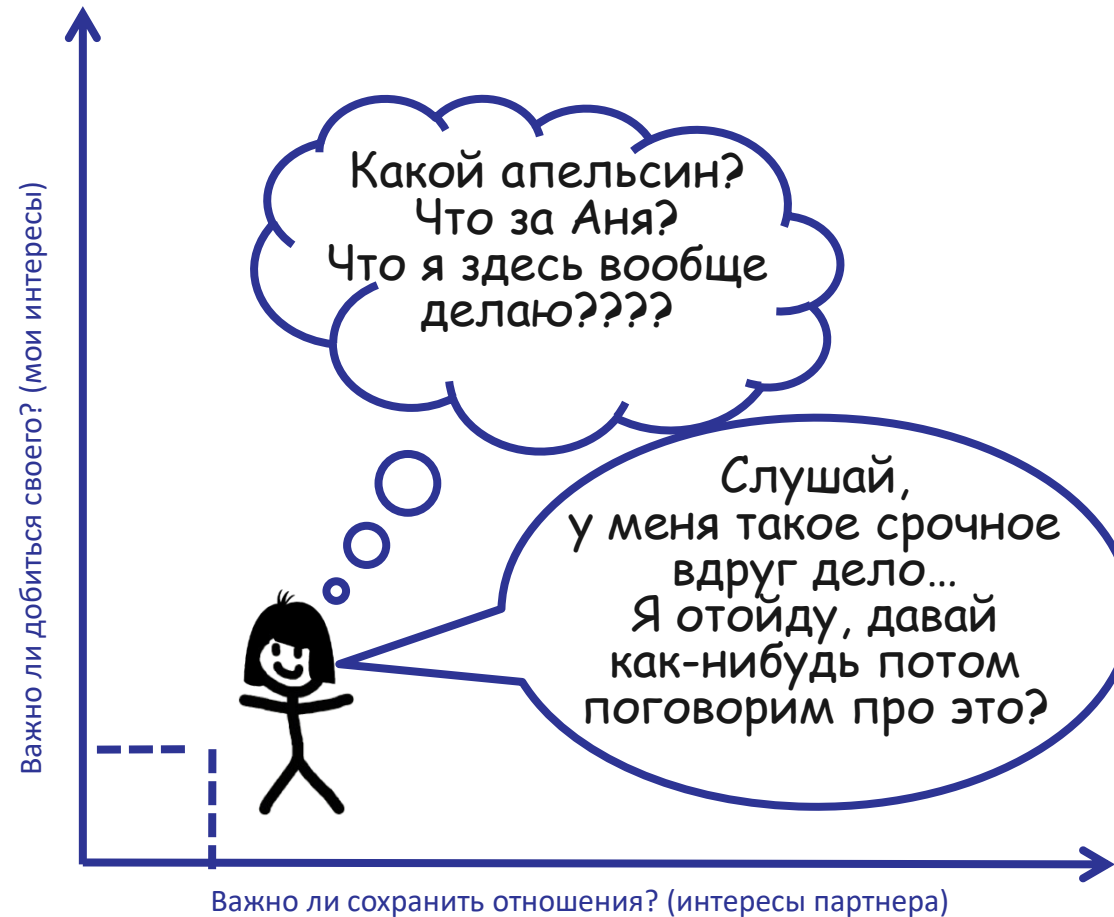 Важно ли добиться своего? (мои интересы)
Какой апельсин?
Что за Аня?
Что я здесь вообще
делаю????
Слушай,
у меня такое срочное
вдруг дело…
Я отойду, давай
как-нибудь потом
поговорим про это?
Важно ли сохранить отношения? (интересы партнера)